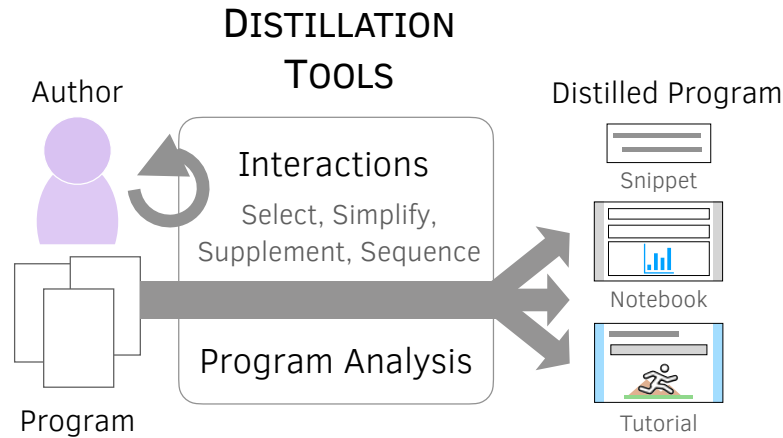 DISTILLATION
TOOLS
Author
Interactions
Select, Simplify,
Supplement, Sequence
Program Analysis
Program
Distilled Program
Snippet
Notebook
Tutorial